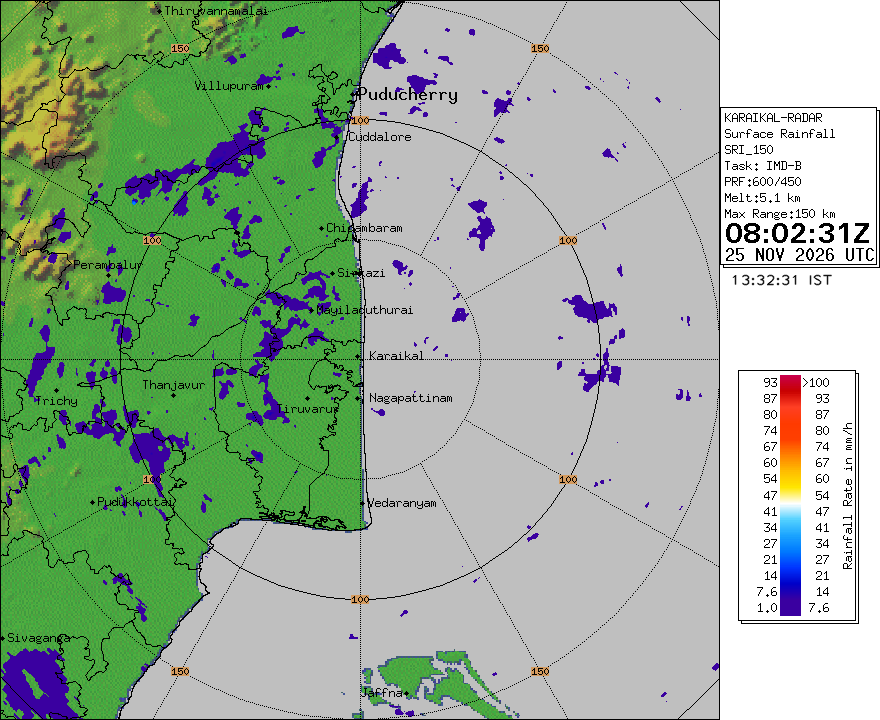 Thiruvannamalai
150
150
Villupuram
Puducherry
100
Cuddalore
Chidambaram
100
100
Perambalur
Sirkazi
Mayiladuthurai
Karaikal
Thanjavur
Trichy
Tiruvarur
Nagapattinam
100
100
Pudukkottai
Vedaranyam
100
Sivaganga
150
150
Jaffna
KARAIKAL-RADAR
Surface Rainfall
SRI_150
Task: IMD-B
PRF:600/450
Melt:5.1 km
Max Range:150 km
08:02:31Z
25 NOV 2026 UTC
13:32:31 IST
93 >100
87 93
80 87
74 80
67 74
60 67
54 60
47 54
41 47
34 41
27 34
21 27
14 21
7.6 14
1.0 7.6
Rainfall Rate in mm/h